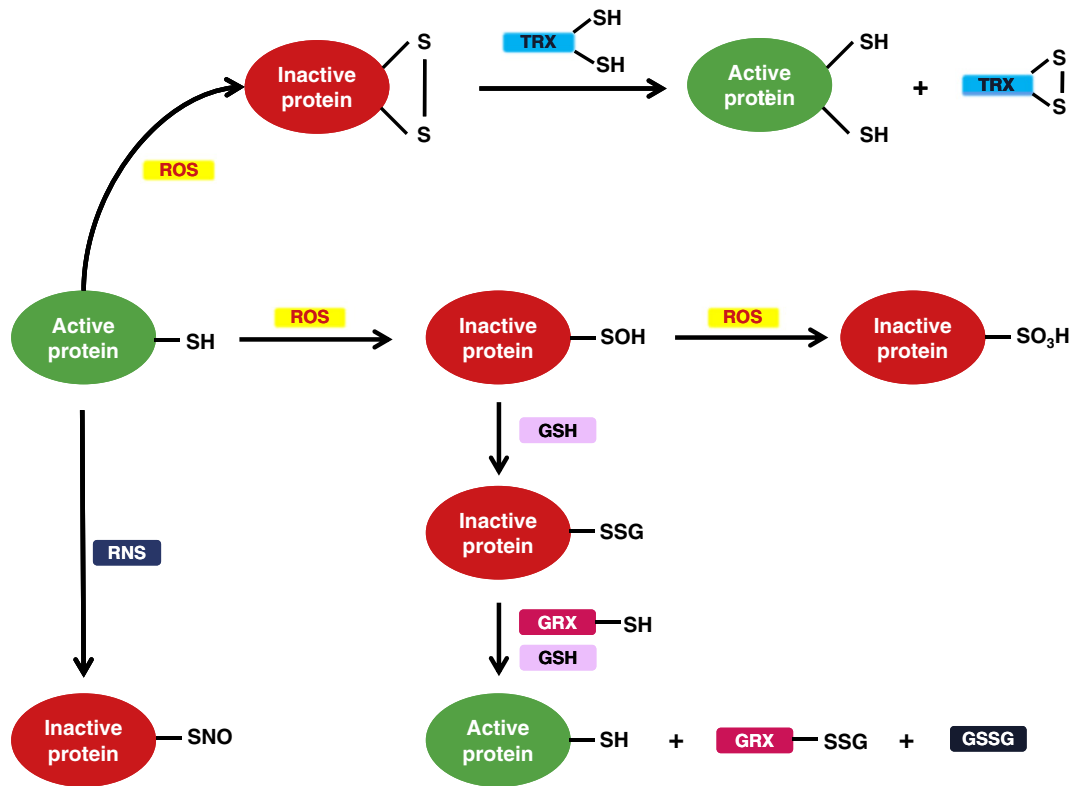 SH
S
TRX
Inactive
protein
SH
Active
protein
SH
+
TRX
S
S
S
SH
ROS
Active
protein
SH
ROS
Inactive
protein
SOH
ROS
Inactive
protein
SO₃H
GSH
Inactive
protein
SSG
RNS
GRX
SH
GSH
Inactive
protein
SNO
Active
protein
SH
+
GRX
SSG
+
GSSG